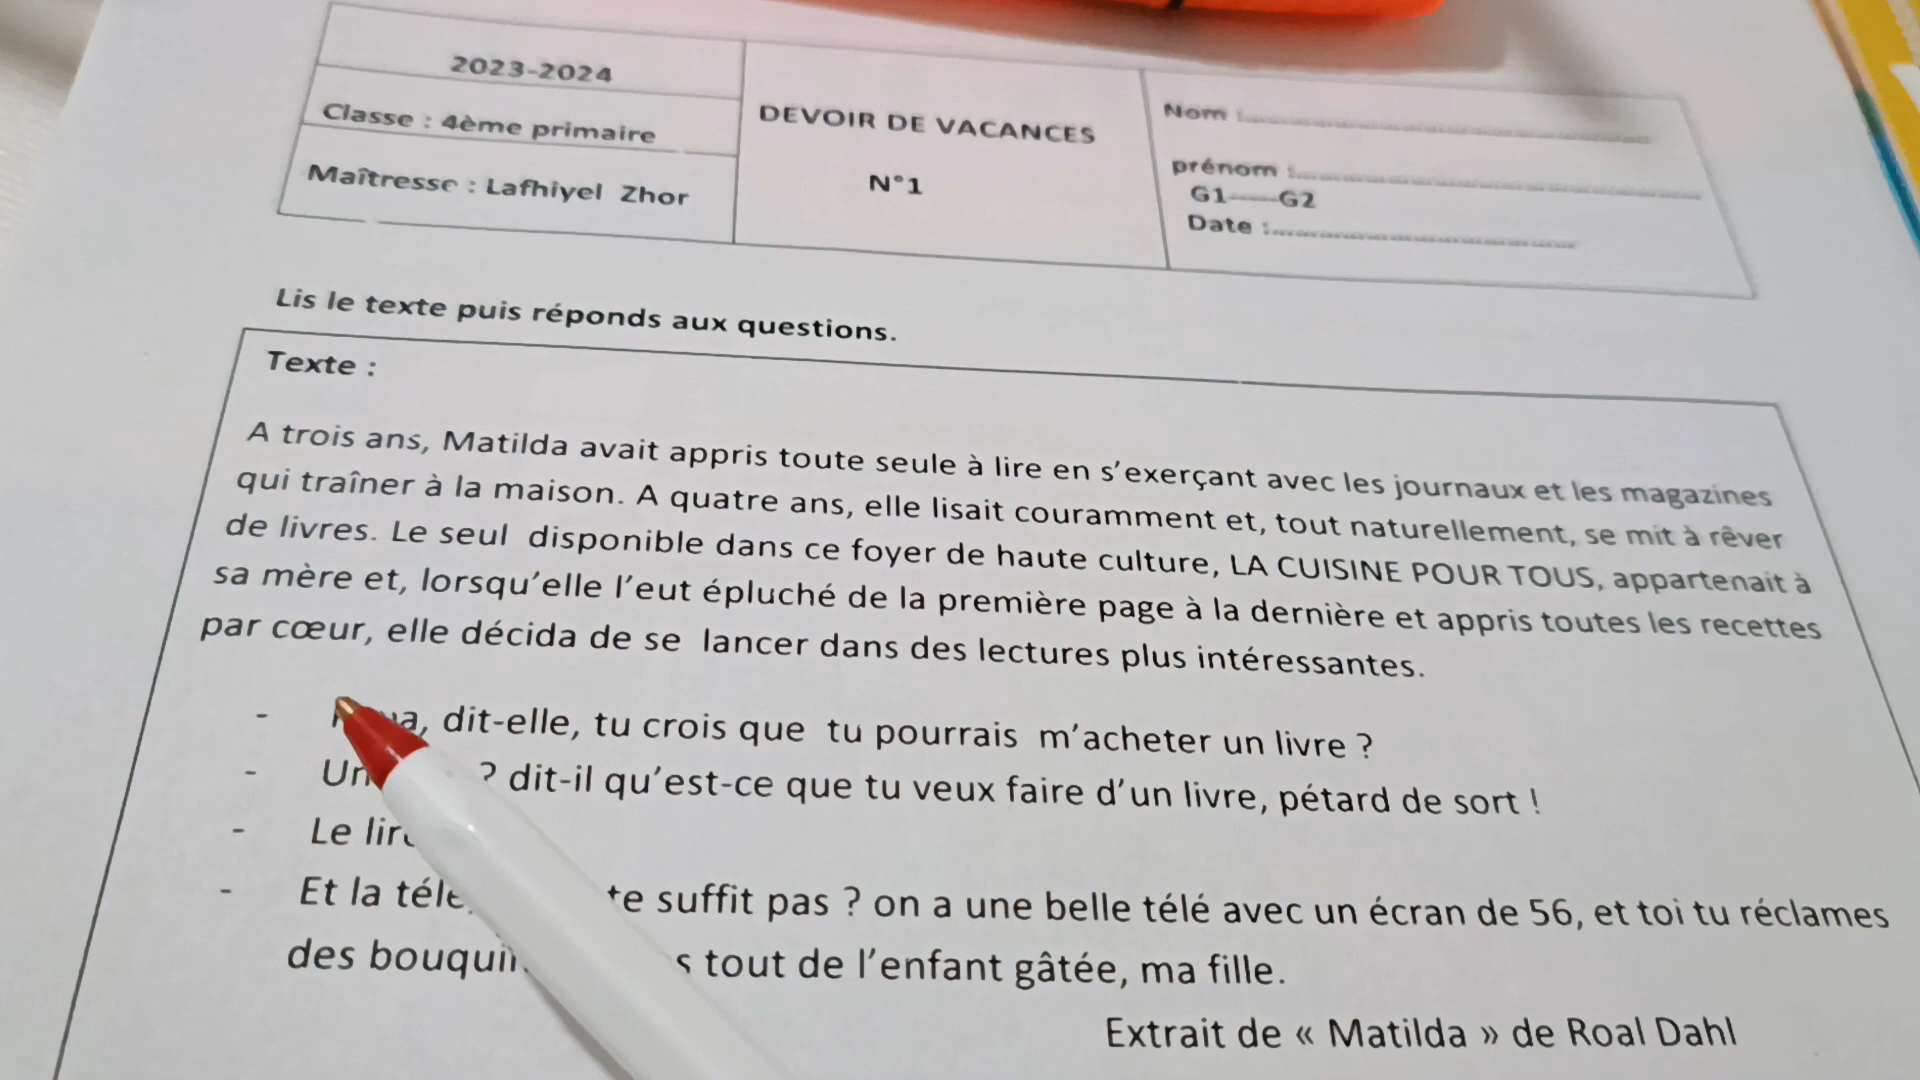 2023-2024
Classe : 4ème primaire
Maîtresse : Lafhiyel Zhor
DEVOIR DE VACANCES
N°1
Nom :
prénom :
G1-----G2
Date :
Lis le texte puis réponds aux questions.
Texte :
A trois ans, Matilda avait appris toute seule à lire en s'exerçant avec les journaux et les magazines
qui traîner à la maison. A quatre ans, elle lisait couramment et, tout naturellement, se mit à rêver
de livres. Le seul disponible dans ce foyer de haute culture, LA CUISINE POUR TOUS, appartenait à
sa mère et, lorsqu'elle l'eut épluché de la première page à la dernière et appris toutes les recettes
par cœur, elle décida de se lancer dans des lectures plus intéressantes.
- dit-elle, tu crois que tu pourrais m'acheter un livre ?
- Un ? dit-il qu'est-ce que tu veux faire d'un livre, pétard de sort !
- Le lire
- Et la télé te suffit pas ? on a une belle télé avec un écran de 56, et toi tu réclames
des tout de l'enfant gâtée, ma fille.
Extrait de « Matilda » de Roal Dahl